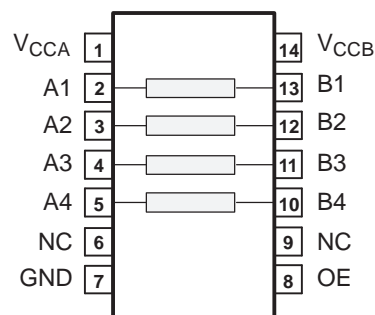 VCCA 1 14 VCCB
A1 2 13 B1
A2 3 12 B2
A3 4 11 B3
A4 5 10 B4
NC 6 9 NC
GND 7 8 OE